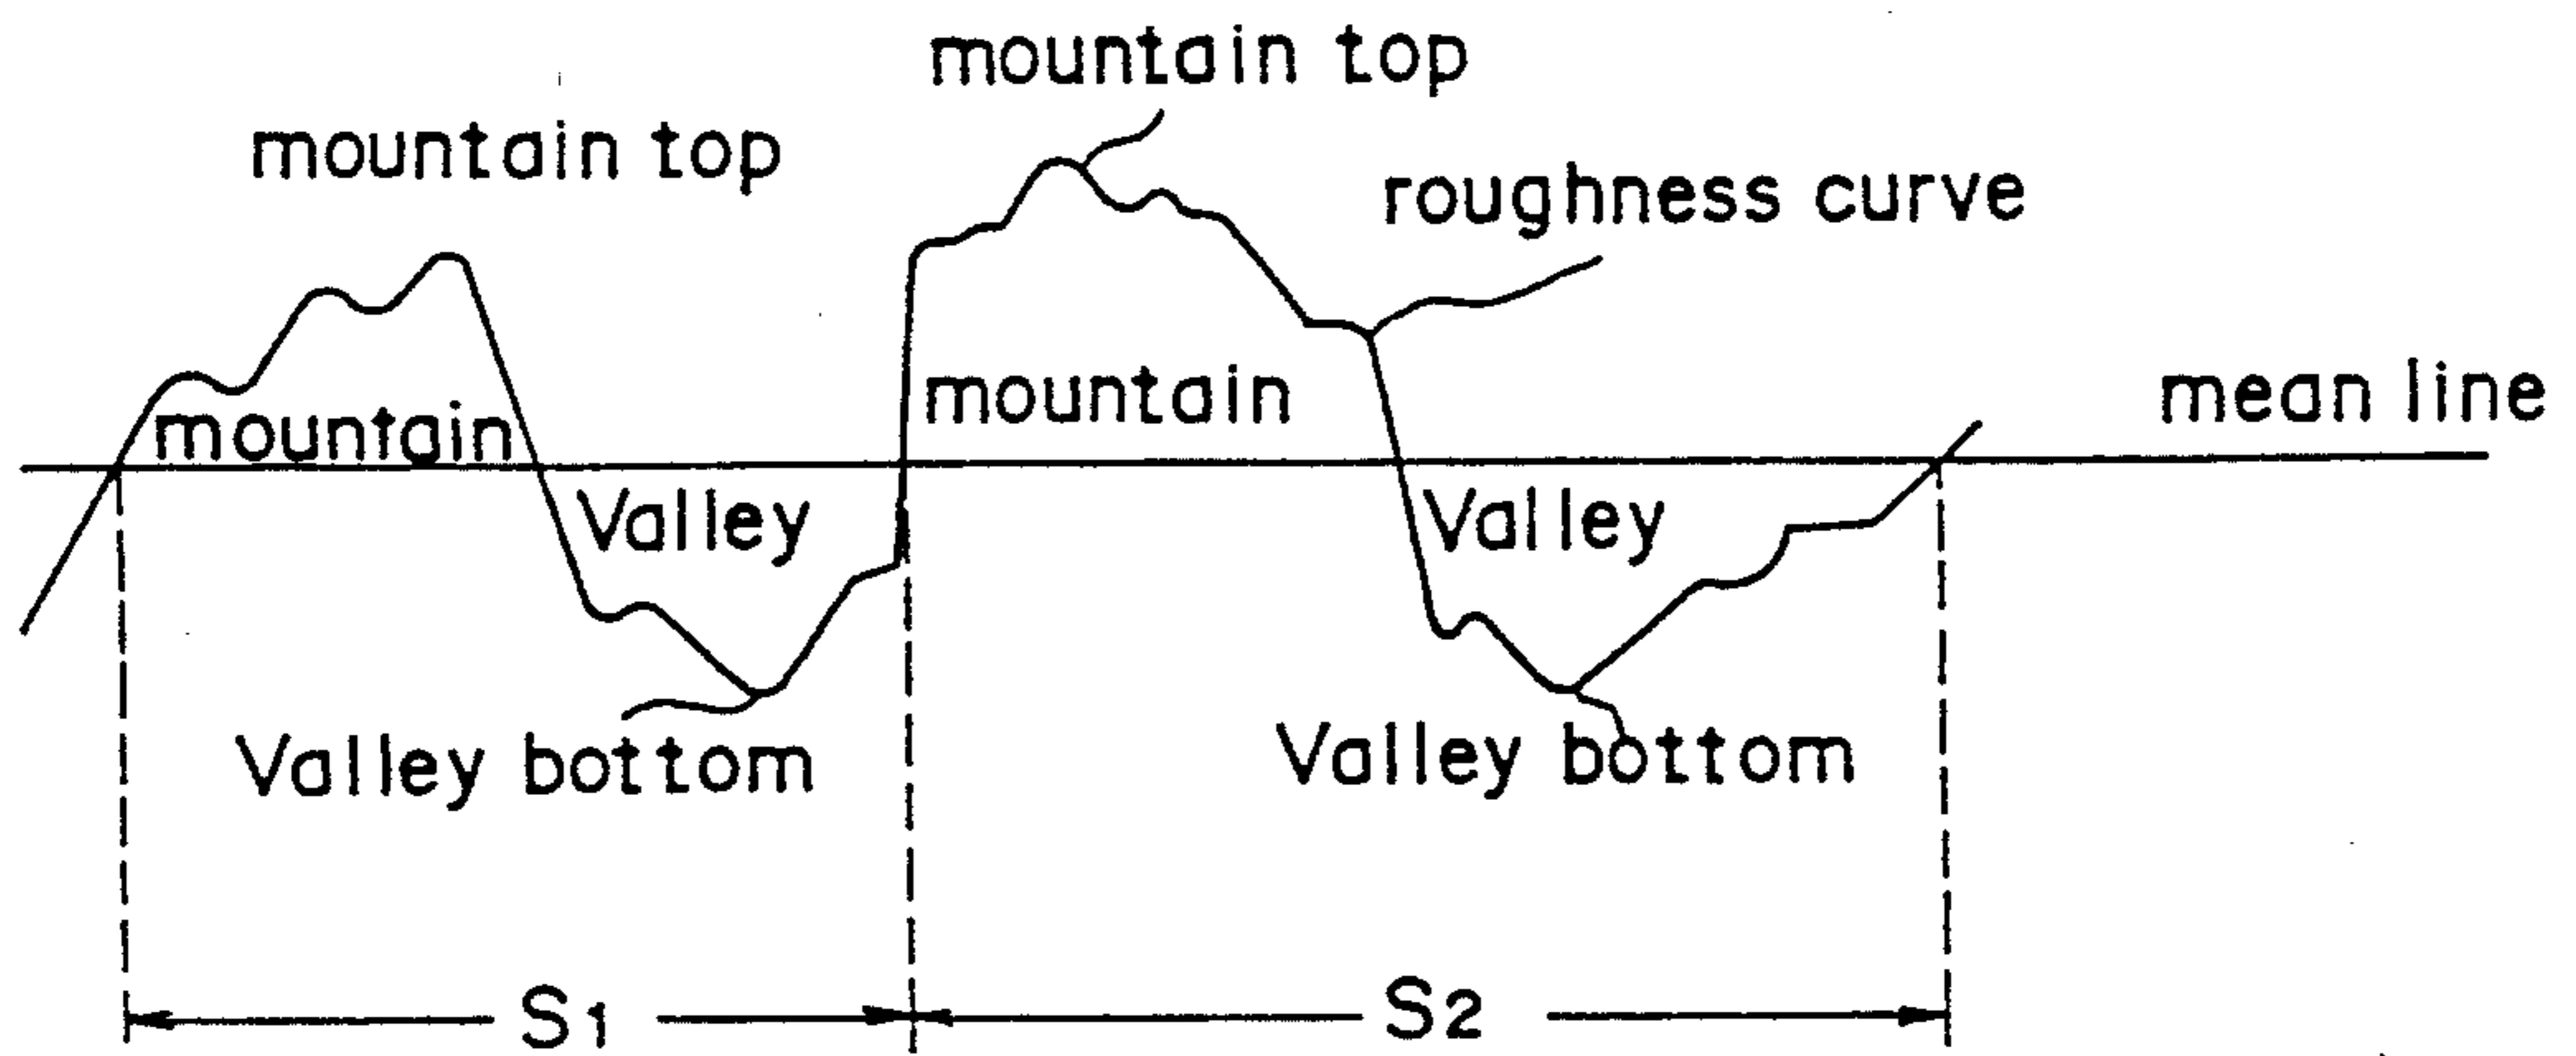 mountain top
mountain top
roughness curve
mountain
mountain
mean line
Valley
Valley
Valley bottom
Valley bottom
S1
S2